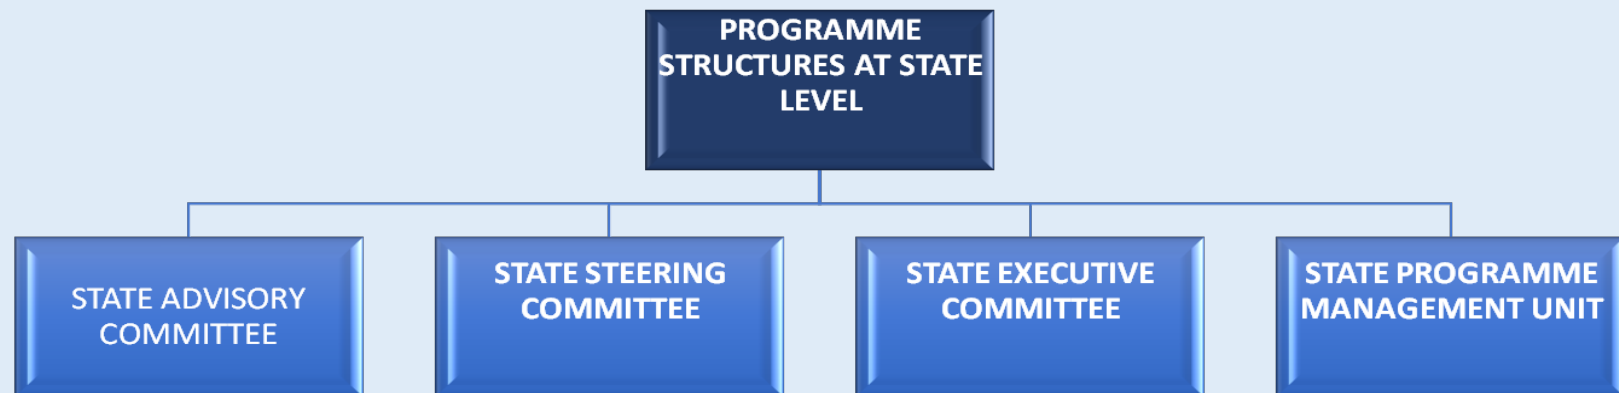 PROGRAMME
STRUCTURES AT STATE
LEVEL
STATE ADVISORY
COMMITTEE
STATE STEERING
COMMITTEE
STATE EXECUTIVE
COMMITTEE
STATE PROGRAMME
MANAGEMENT UNIT